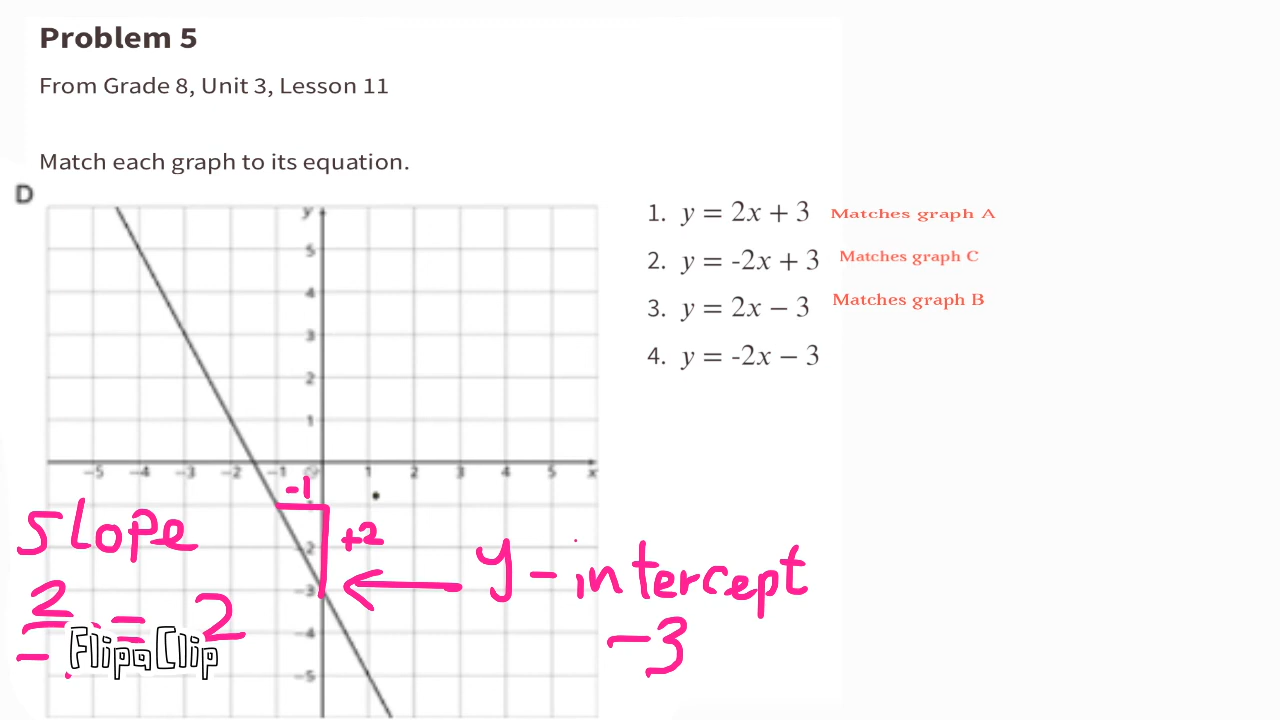 Problem 5
From Grade 8, Unit 3, Lesson 11
Match each graph to its equation.
D
1. y = 2x + 3 Matches graph A
2. y = -2x + 3 Matches graph C
3. y = 2x − 3 Matches graph B
4. y = -2x − 3
y
5
4
3
2
1
−5 −4 −3 −2 −1 1 2 3 4 5 x
-1
slope
+2
−2
−3
y-intercept
-3
2
= 2
−4
−5
FlipaClip